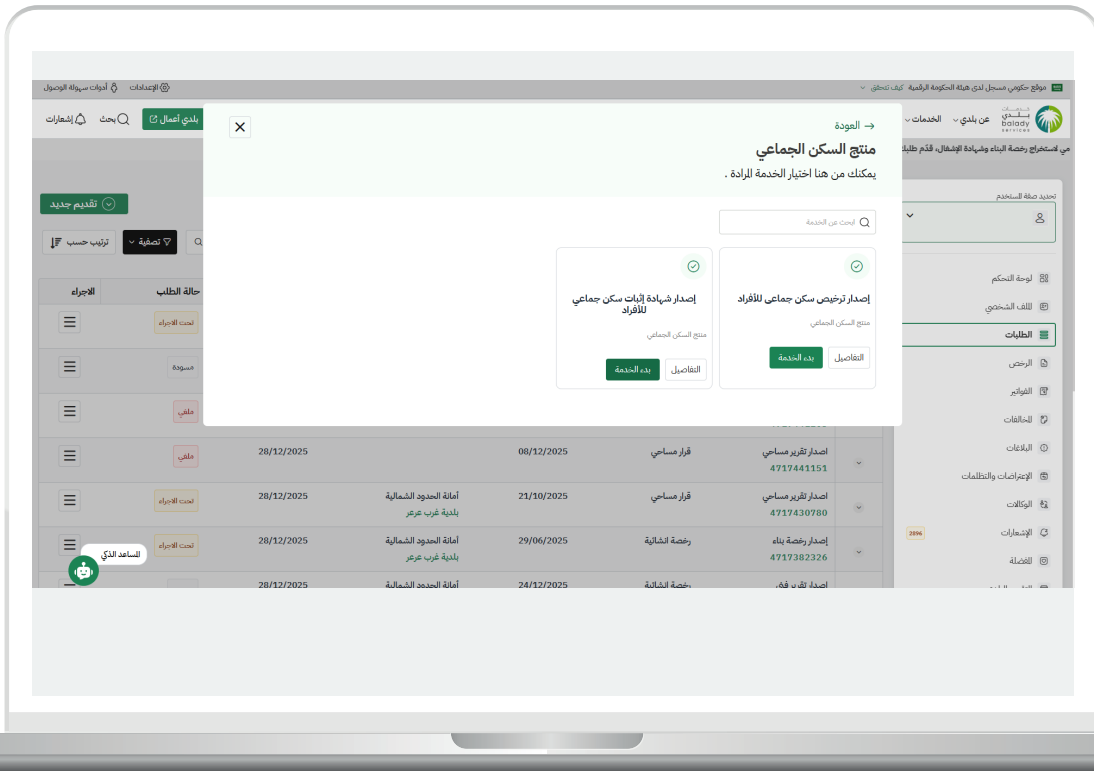 موقع حكومي مسجل لدى هيئة الحكومة الرقمية كيف تتحقق
الإعدادات
أدوات سهولة الوصول
بلدي
balady
services
عن بلدي
الخدمات
بلدي أعمال
بحث
إشعارات
العودة
منتج السكن الجماعي
يمكنك من هنا اختيار الخدمة المرادة .
ابحث عن الخدمة
إصدار ترخيص سكن جماعى للأفراد
منتج السكن الجماعي
التفاصيل
بدء الخدمة
إصدار شهادة إثبات سكن جماعي
للأفراد
منتج السكن الجماعي
التفاصيل
بدء الخدمة
تحديد صفة المستخدم
لوحة التحكم
الملف الشخصي
الطلبات
الرخص
الفواتير
المخالفات
البلاغات
الإعتراضات والتظلمات
الوكالات
الإشعارات
2896
المفضلة
تقديم جديد
تصفية
ترتيب حسب
حالة الطلب
الاجراء
تحت الاجراء
مسودة
ملغي
اصدار تقرير مساحي
4717441151
قرار مساحي
08/12/2025
28/12/2025
ملغي
اصدار تقرير مساحي
4717430780
قرار مساحي
21/10/2025
أمانة الحدود الشمالية
بلدية غرب عرعر
28/12/2025
تحت الاجراء
إصدار رخصة بناء
4717382326
رخصة انشائية
29/06/2025
أمانة الحدود الشمالية
بلدية غرب عرعر
28/12/2025
تحت الاجراء
المساعد الذكي
اصدار تقرير فني
رخصة انشائية
24/12/2025
أمانة الحدود الشمالية
28/12/2025